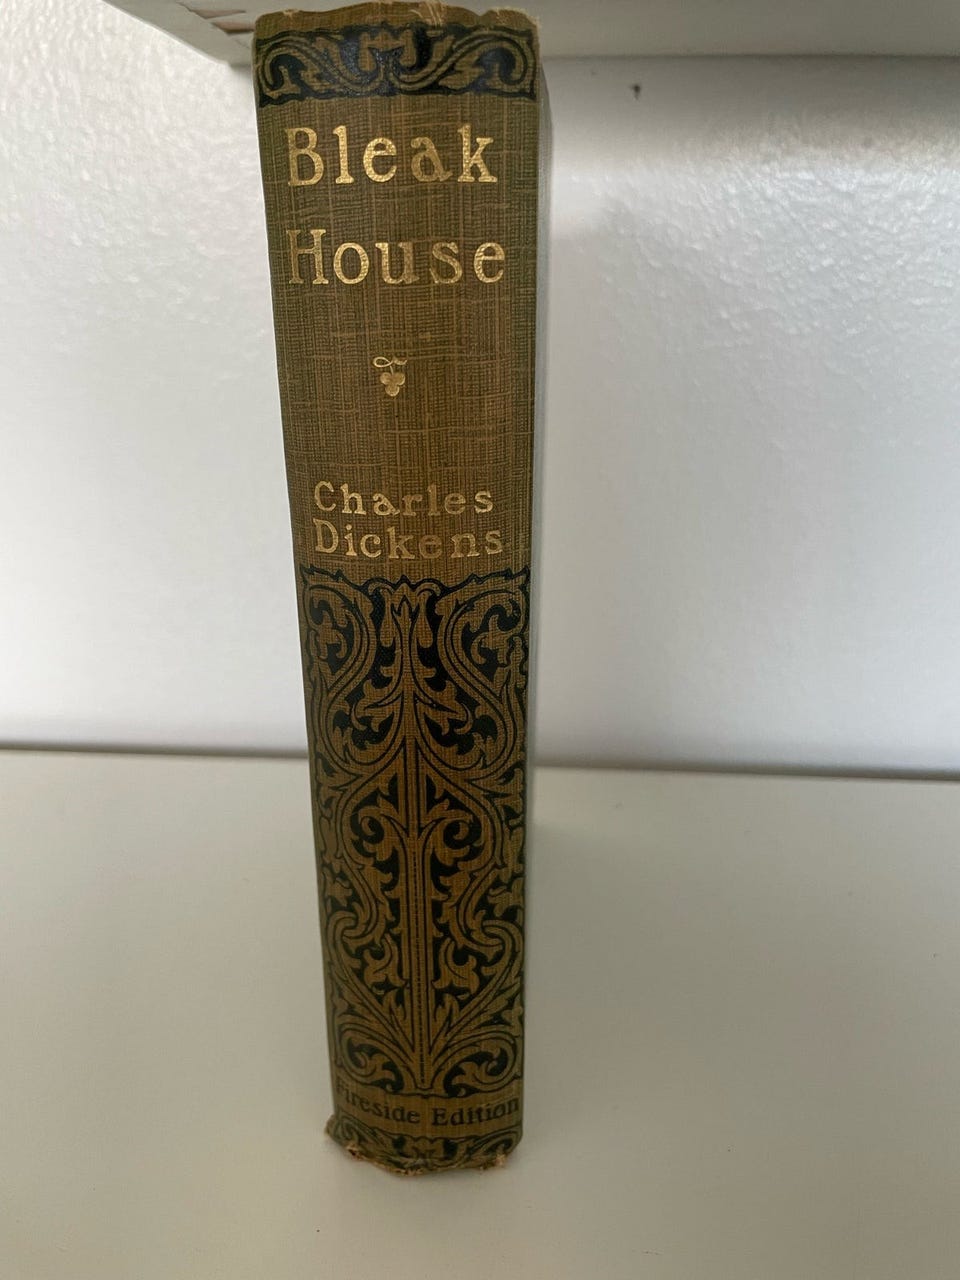 Bleak
House
Charles
Dickens
Fireside Edition